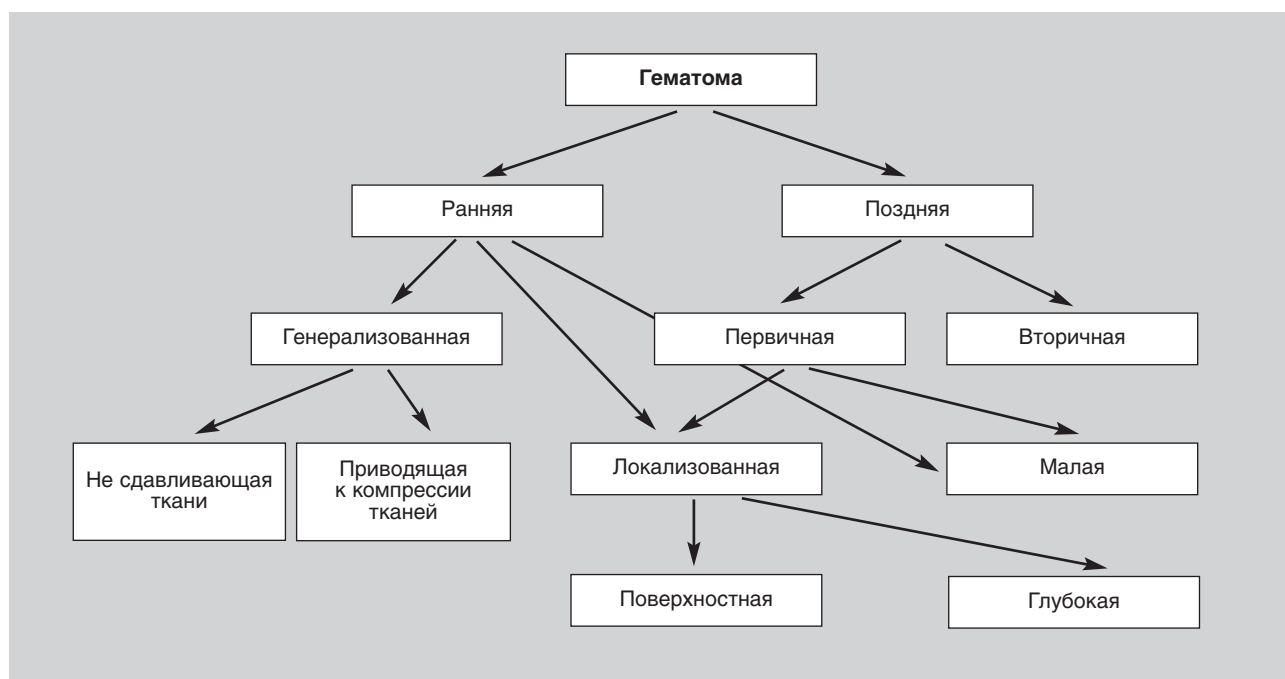 Гематома
Ранняя
Поздняя
Генерализованная
Первичная
Вторичная
Не сдавливающая
ткани
Приводящая
к компрессии
тканей
Локализованная
Малая
Поверхностная
Глубокая